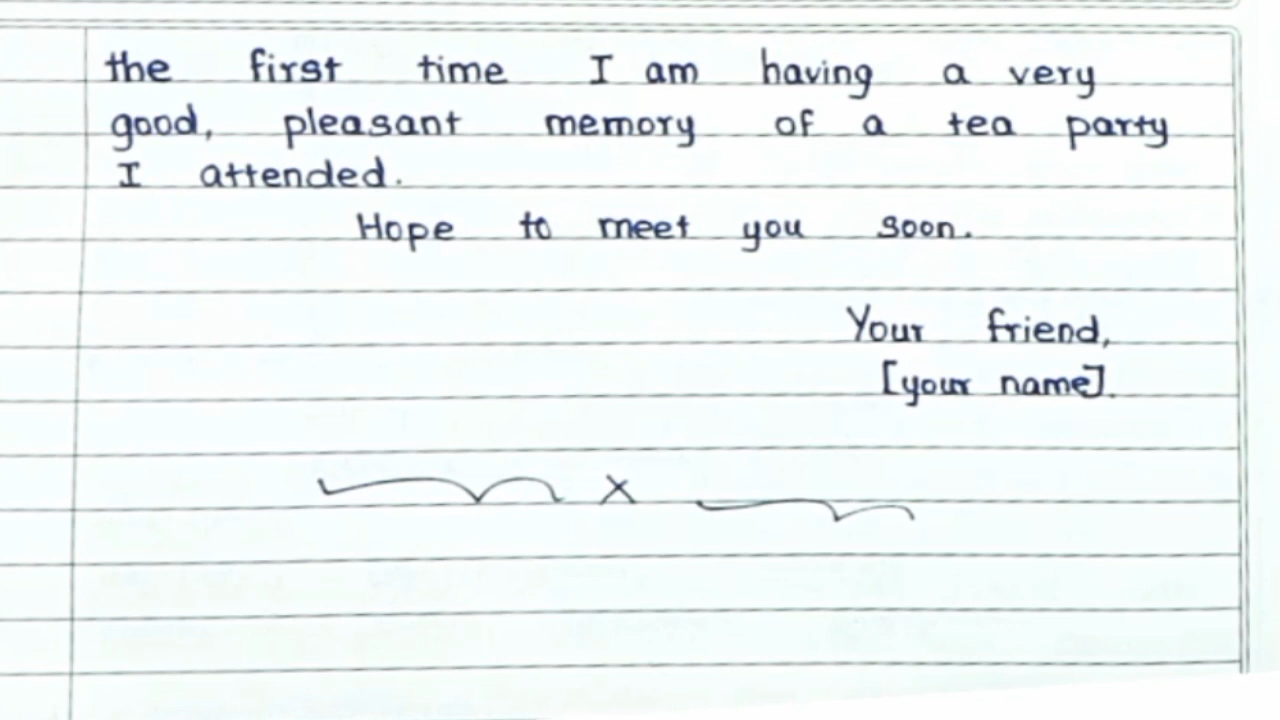 the first time I am having a very
good, pleasant memory of a tea party
I attended.
Hope to meet you soon.
Your friend,
[your name].
x